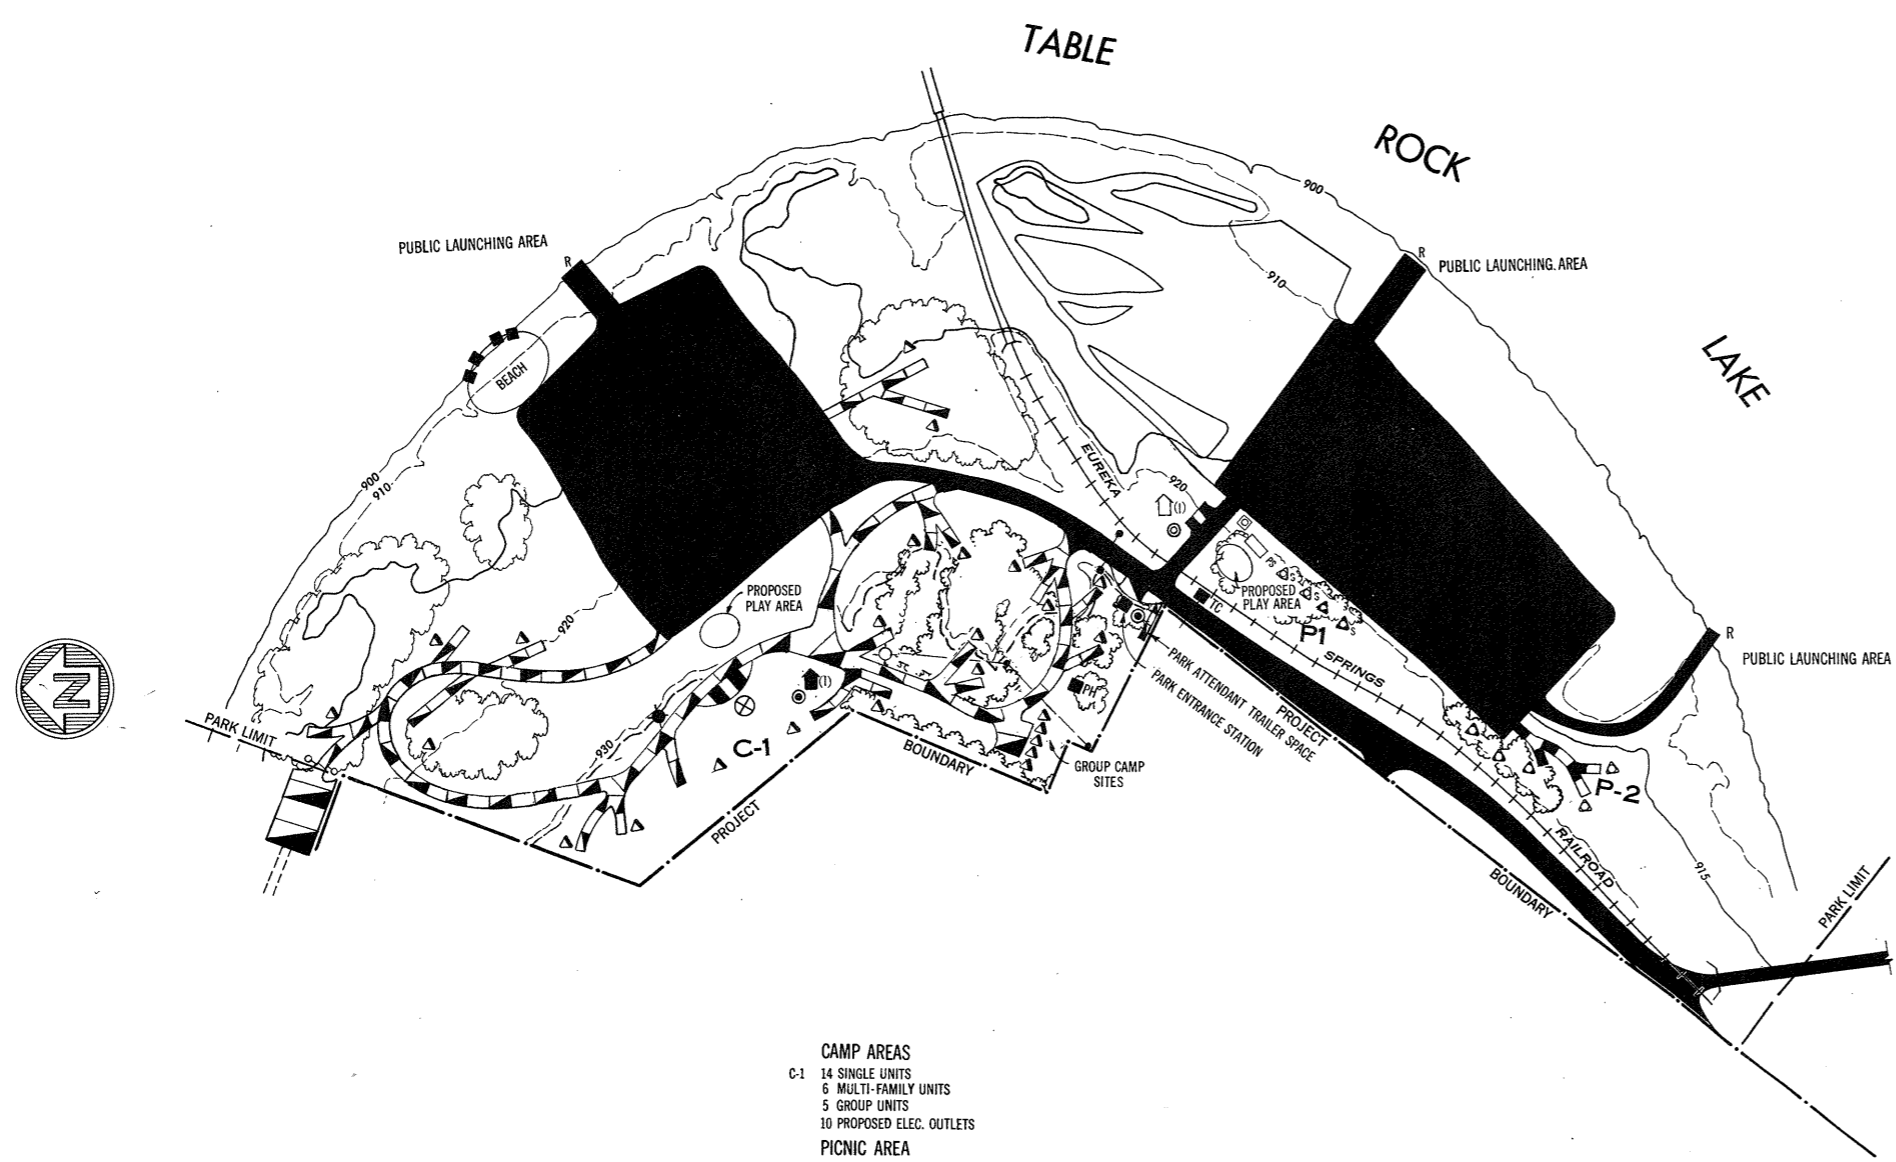 TABLE
ROCK
LAKE
900
PUBLIC LAUNCHING AREA
R
R
PUBLIC LAUNCHING AREA
910
BEACH
EUREKA
920
(1)
900
910
PS
S
S
S
PROPOSED
PLAY AREA
TC
P1
920
PROPOSED
PLAY AREA
R
PUBLIC LAUNCHING AREA
SPRINGS
N
(1)
PH
PARK ATTENDANT TRAILER SPACE
PARK ENTRANCE STATION
PROJECT
PARK LIMIT
930
C-1
BOUNDARY
GROUP CAMP
SITES
P-2
PROJECT
RAILROAD
915
BOUNDARY
PARK LIMIT
CAMP AREAS
C-1 14 SINGLE UNITS
6 MULTI-FAMILY UNITS
5 GROUP UNITS
10 PROPOSED ELEC. OUTLETS
PICNIC AREA